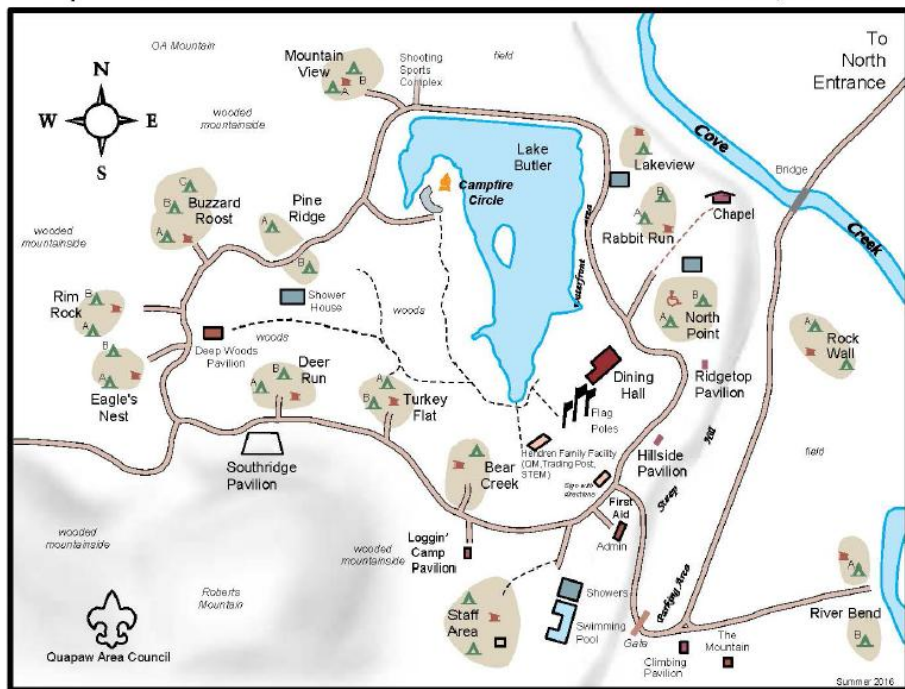 OA Mountain
Mountain
View
B
A
Shooting
Sports
Complex
field
To
North
Entrance
N
W
E
S
wooded
mountainside
wooded
mountainside
Lake
Butler
Campfire
Circle
Lakeview
Cove
Creek
Bridge
Chapel
B
A
Rabbit Run
C
B
A
Buzzard
Roost
Pine
Ridge
A
B
Shower
House
woods
woods
Waterfront
A
B
North
Point
Rim
Rock
B
A
Deep Woods
Pavilion
B
A
Eagle's
Nest
Deer
Run
B
A
A
B
Turkey
Flat
Dining
Hall
Flag
Poles
Ridgetop
Pavilion
A
B
Rock
Wall
Southridge
Pavilion
Bear
Creek
A
B
Hendren Family Facility
(QM,Trading Post,
STEM)
Sign with
directions
Hillside
Pavilion
Steep
Hill
field
First
Aid
Admin
Loggin'
Camp
Pavilion
wooded
mountainside
wooded
mountainside
Roberts
Mountain
Staff
Area
Showers
Swimming
Pool
Parking Area
Gate
Climbing
Pavilion
The
Mountain
A
River Bend
B
Quapaw Area Council
Summer 2016